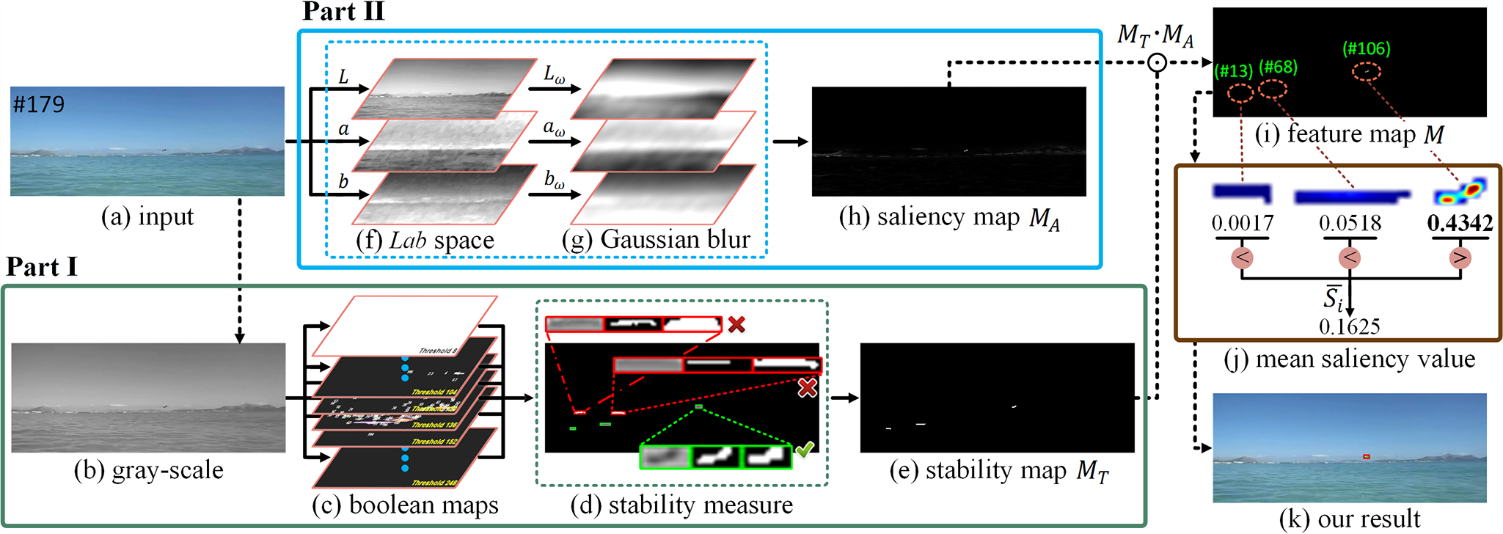 Part II
#179
(a) input
L
a
b
L_ω
a_ω
b_ω
(f) Lab space
(g) Gaussian blur
(h) saliency map M_A
M_T·M_A
(#13)
(#68)
(#106)
(i) feature map M
0.0017
0.0518
0.4342
<
<
>
S̅_i
0.1625
(j) mean saliency value
Part I
(b) gray-scale
Threshold 8
Threshold 104
Threshold 136
Threshold 152
Threshold 248
(c) boolean maps
(d) stability measure
(e) stability map M_T
(k) our result